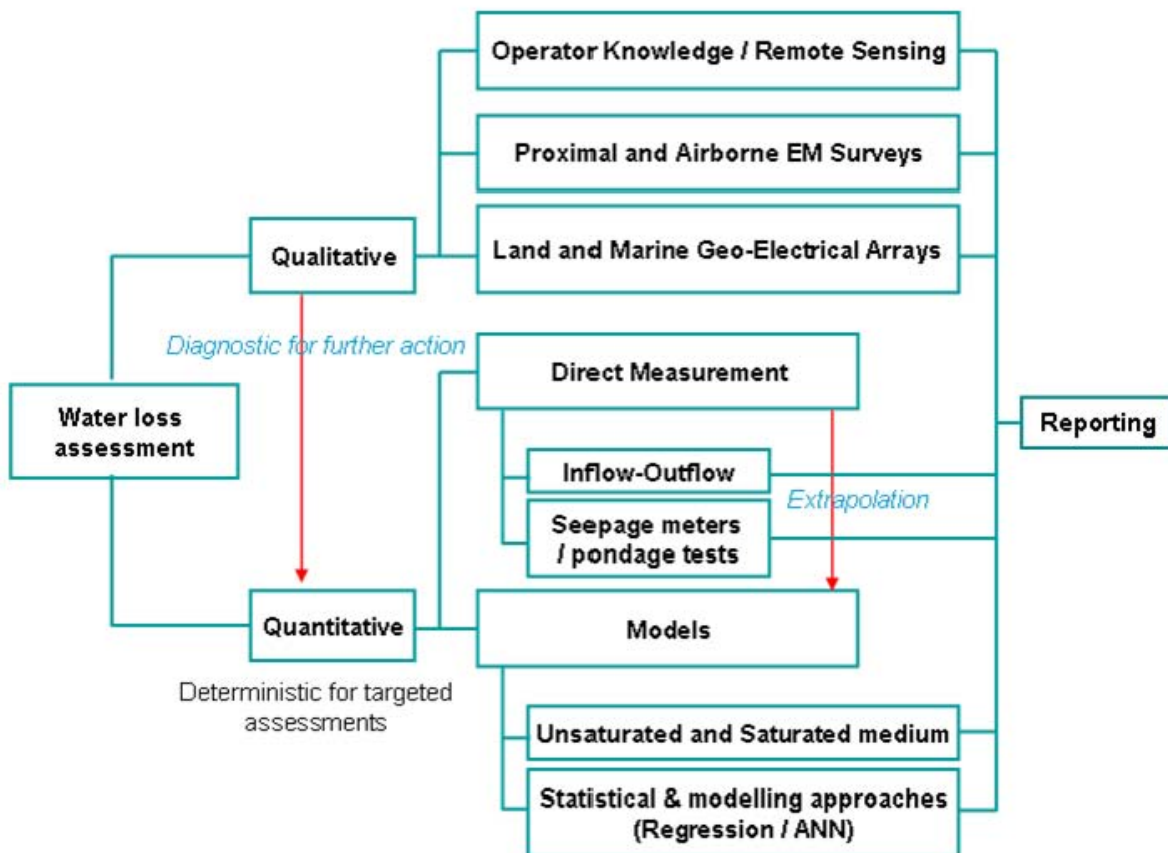 Operator Knowledge / Remote Sensing
Proximal and Airborne EM Surveys
Qualitative
Land and Marine Geo-Electrical Arrays
Diagnostic for further action
Direct Measurement
Water loss
assessment
Reporting
Inflow-Outflow
Extrapolation
Seepage meters
/ pondage tests
Quantitative
Models
Deterministic for targeted
assessments
Unsaturated and Saturated medium
Statistical & modelling approaches
(Regression / ANN)